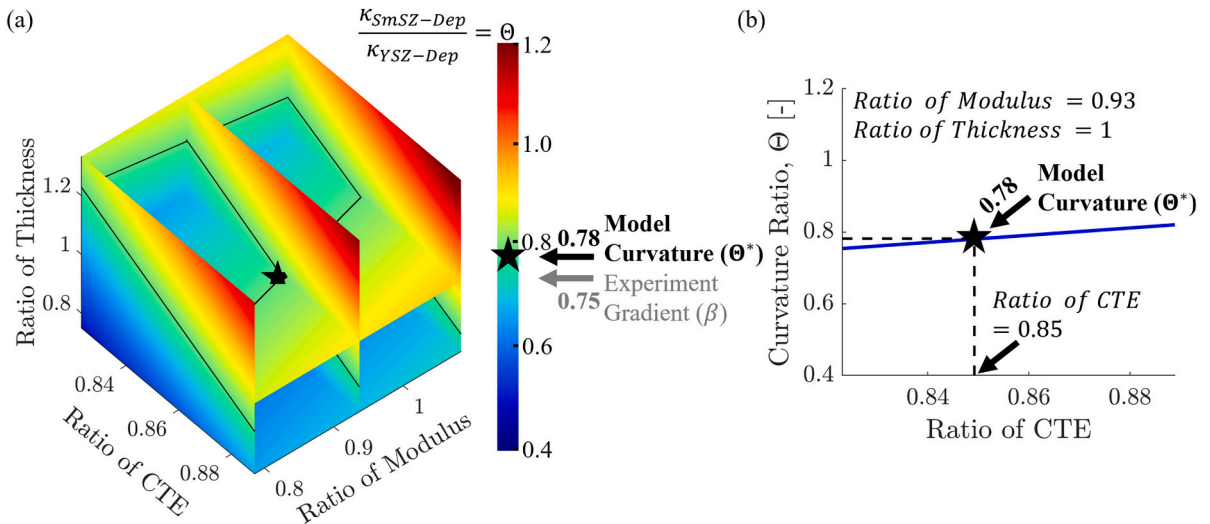 (a)
κ_SmSZ−Dep / κ_YSZ−Dep = Θ
1.2
1.0
0.8
0.6
0.4
0.78
Model
Curvature (Θ*)
Experiment
0.75
Gradient (β)
Ratio of Thickness
1.2
1
0.8
Ratio of CTE
0.84
0.86
0.88
Ratio of Modulus
0.8
0.9
1
(b)
Curvature Ratio, Θ [-]
1.2
1
0.8
0.6
0.4
Ratio of Modulus = 0.93
Ratio of Thickness = 1
0.78
Model
Curvature (Θ*)
Ratio of CTE
= 0.85
0.84
0.86
0.88
Ratio of CTE